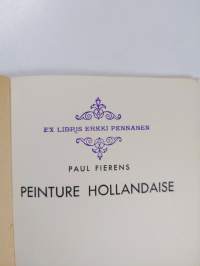 EX LIBRIS ERKKI PENNANEN
PAUL FIERENS
PEINTURE HOLLANDAISE